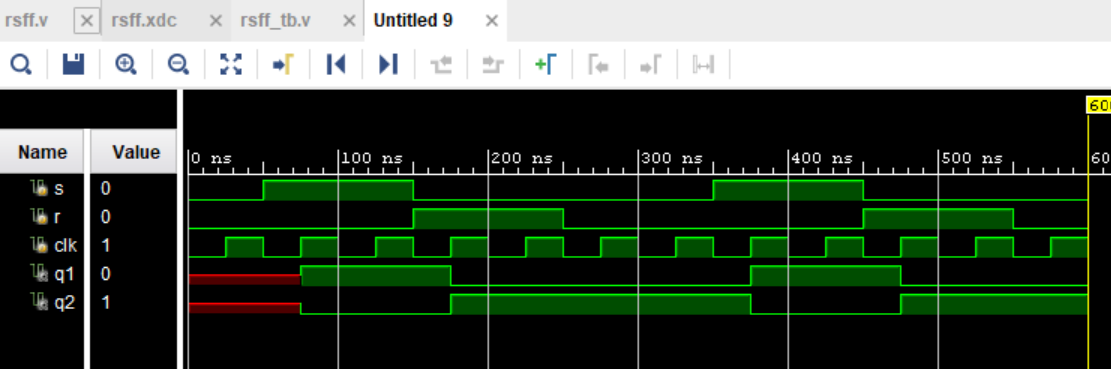 rsff.v rsff.xdc rsff_tb.v Untitled 9
600
Name Value 0 ns 100 ns 200 ns 300 ns 400 ns 500 ns 60
s 0
r 0
clk 1
q1 0
q2 1